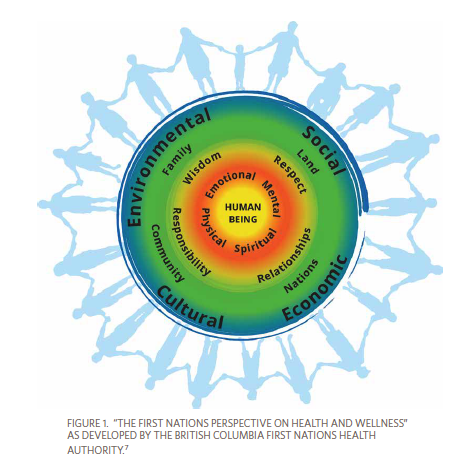 Environmental
Social
Family
Land
Wisdom
Respect
Emotional
Mental
HUMAN
BEING
Physical
Spiritual
Responsibility
Relationships
Community
Nations
Cultural
Economic
FIGURE 1. “THE FIRST NATIONS PERSPECTIVE ON HEALTH AND WELLNESS”
AS DEVELOPED BY THE BRITISH COLUMBIA FIRST NATIONS HEALTH
AUTHORITY.⁷